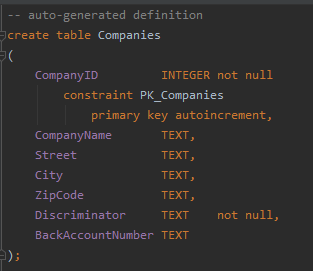 -- auto-generated definition
create table Companies
(
CompanyID INTEGER not null
constraint PK_Companies
primary key autoincrement,
CompanyName TEXT,
Street TEXT,
City TEXT,
ZipCode TEXT,
Discriminator TEXT not null,
BackAccountNumber TEXT
);